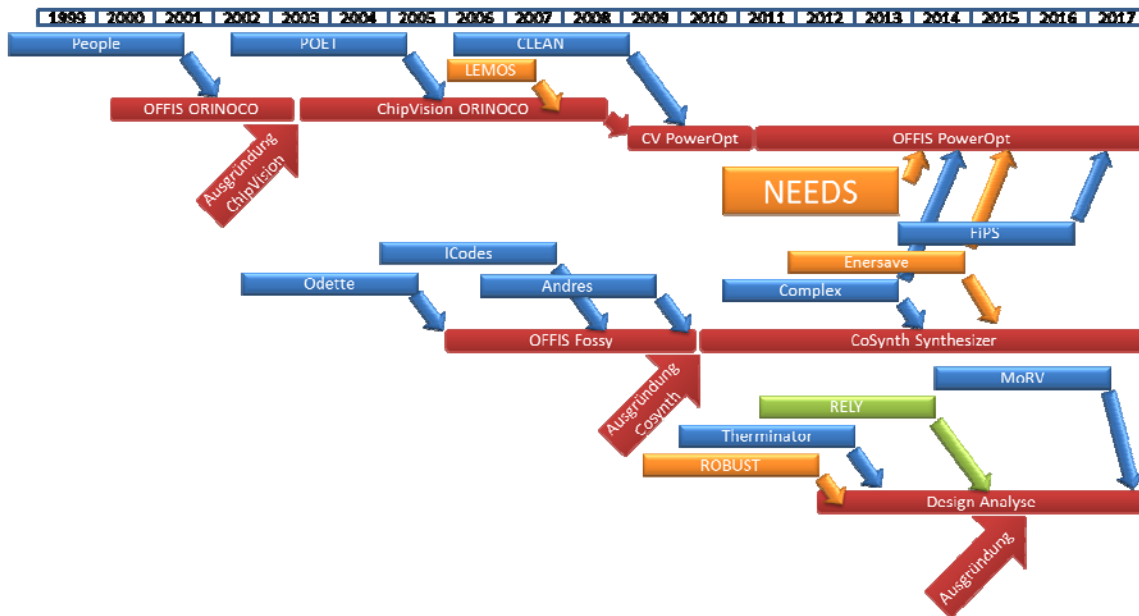 1999 2000 2001 2002 2003 2004 2005 2006 2007 2008 2009 2010 2011 2012 2013 2014 2015 2016 2017
People
POET
CLEAN
LEMOS
OFFIS ORINOCO
ChipVision ORINOCO
CV PowerOpt
OFFIS PowerOpt
Ausgründung
ChipVision
NEEDS
FiPS
ICodes
Enersave
Odette
Andres
Complex
OFFIS Fossy
CoSynth Synthesizer
Ausgründung
Cosynth
MoRV
RELY
Therminator
ROBUST
Design Analyse
Ausgründung